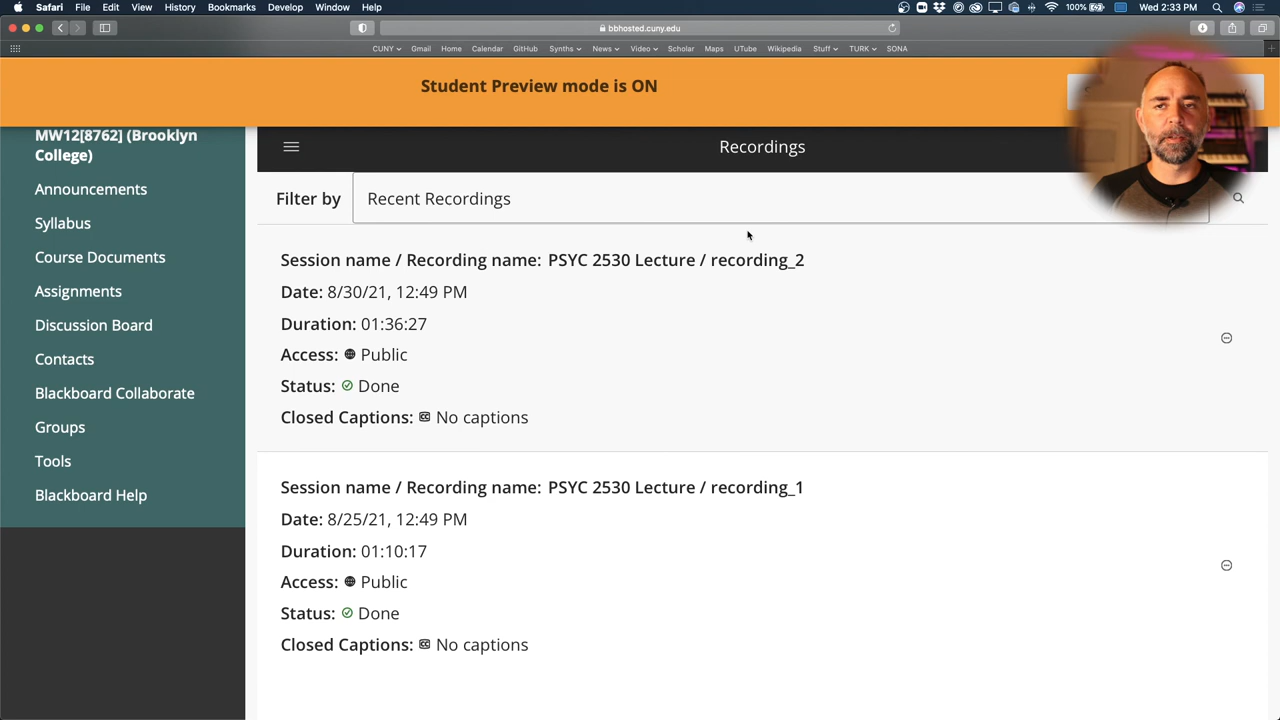 Safari File Edit View History Bookmarks Develop Window Help 100% Wed 2:33 PM
bbhosted.cuny.edu
CUNY Gmail Home Calendar GitHub Synths News Video Scholar Maps UTube Wikipedia Stuff TURK SONA
Student Preview mode is ON
MW12[8762] (Brooklyn
College)
Announcements
Syllabus
Course Documents
Assignments
Discussion Board
Contacts
Blackboard Collaborate
Groups
Tools
Blackboard Help
Recordings
Filter by Recent Recordings
Session name / Recording name: PSYC 2530 Lecture / recording_2
Date: 8/30/21, 12:49 PM
Duration: 01:36:27
Access: Public
Status: Done
Closed Captions: No captions
Session name / Recording name: PSYC 2530 Lecture / recording_1
Date: 8/25/21, 12:49 PM
Duration: 01:10:17
Access: Public
Status: Done
Closed Captions: No captions